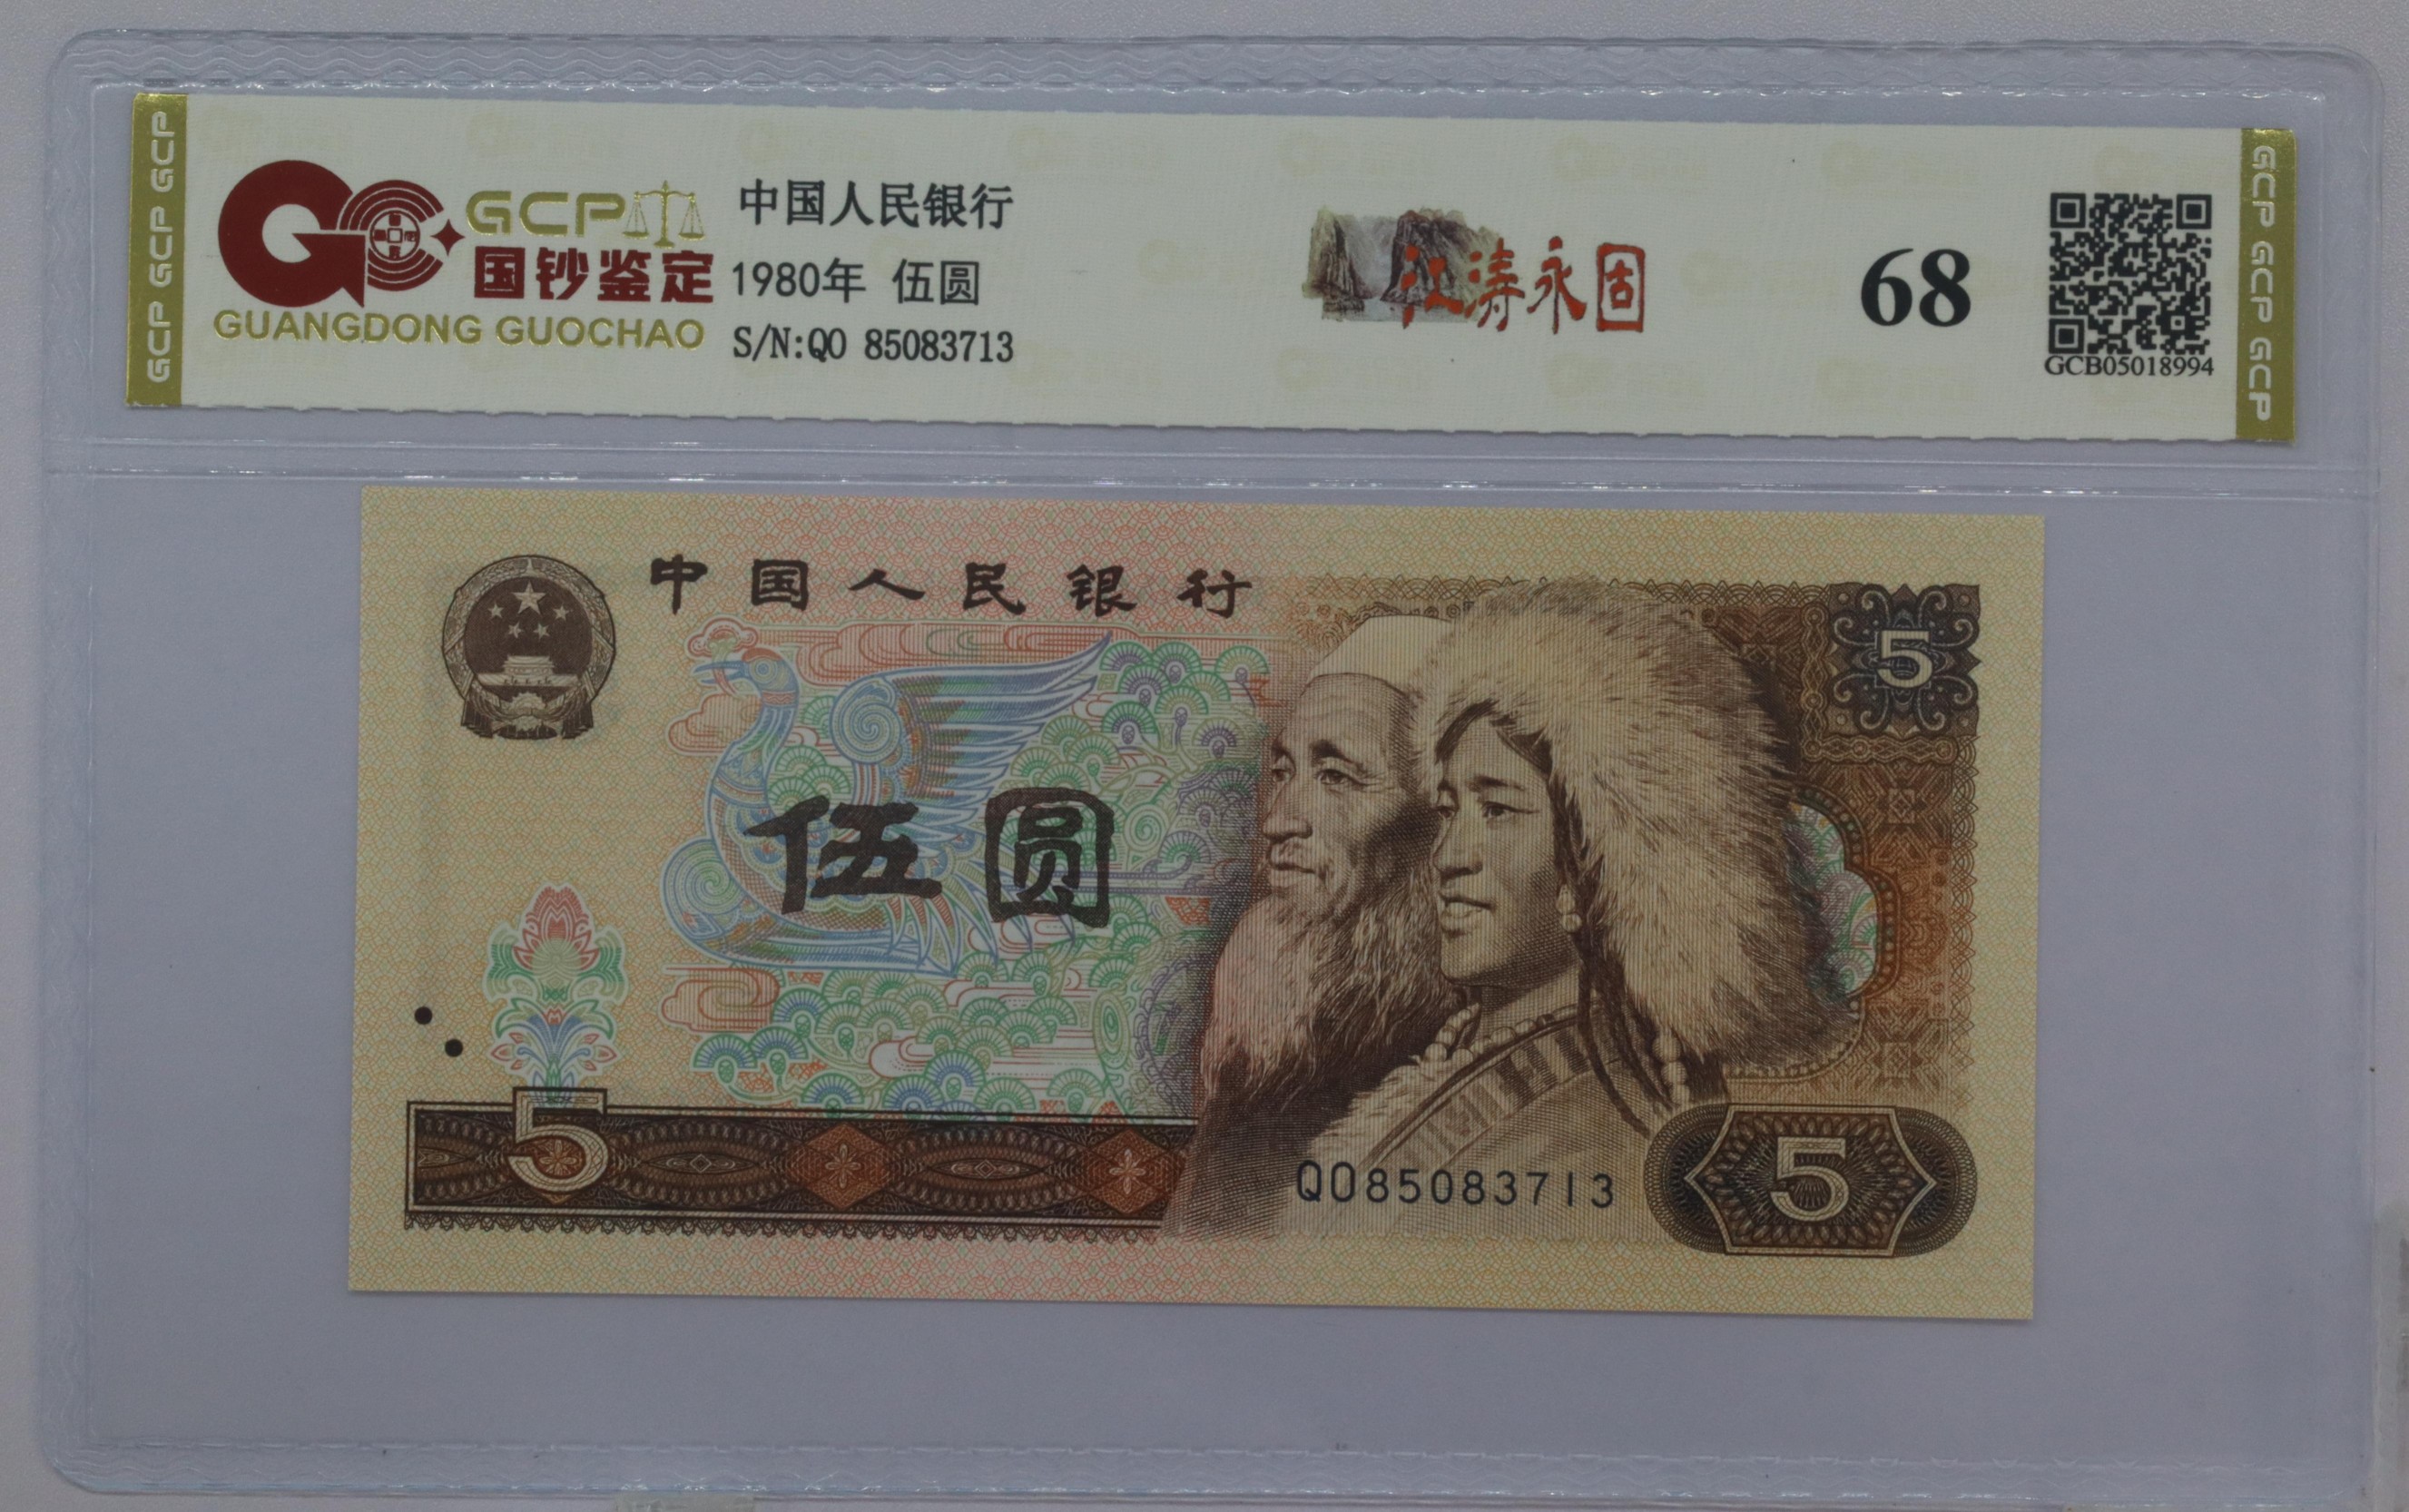 GCP GCP GCP
GCP
国钞鉴定
GUANGDONG GUOCHAO
中国人民银行
1980年 伍圆
S/N:QO 85083713
江涛永固
68
GCB05018994
GCP GCP GCP
中国人民银行
5
伍圆
5
QO85083713
5